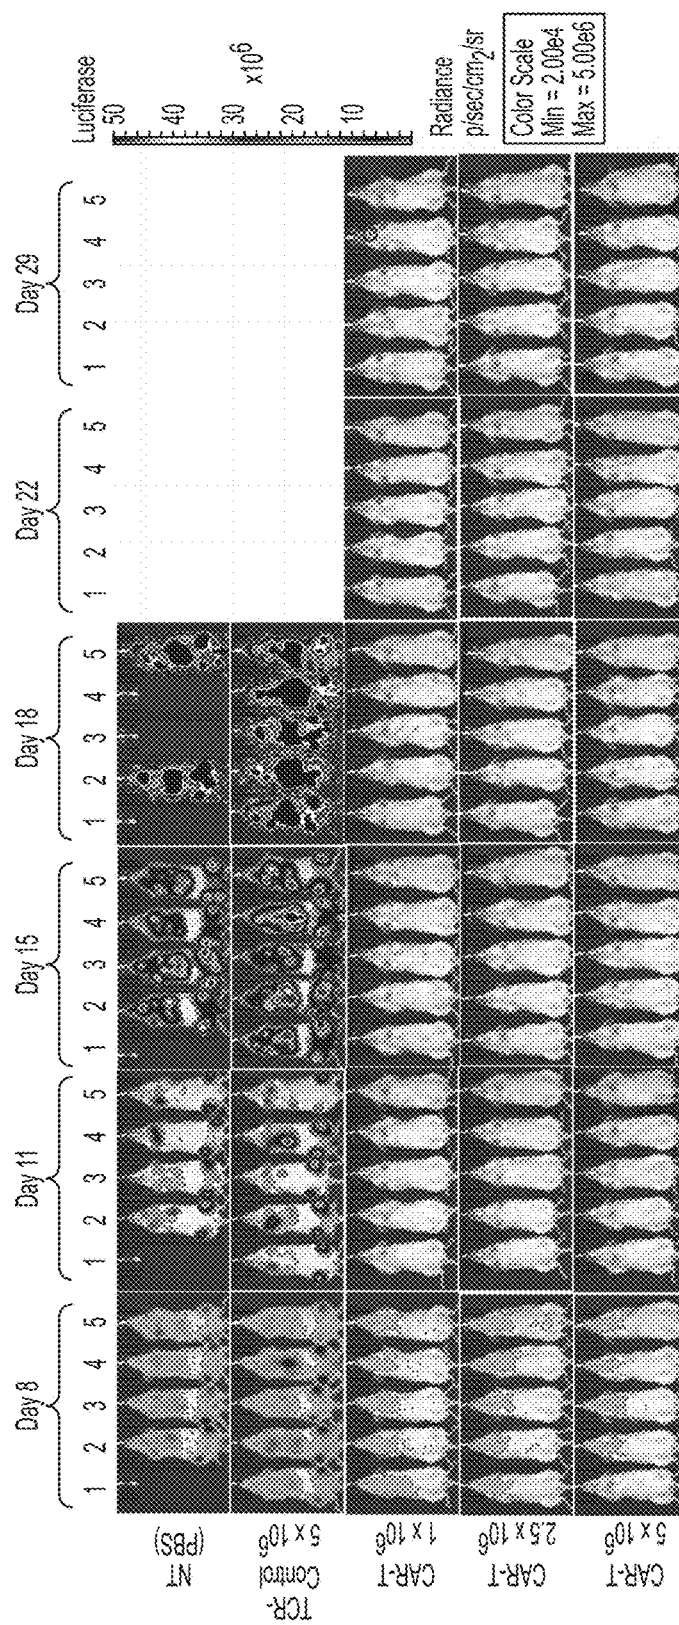 Day 8
1 2 3 4 5
Day 11
1 2 3 4 5
Day 15
1 2 3 4 5
Day 18
1 2 3 4 5
Day 22
1 2 3 4 5
Day 29
1 2 3 4 5
NT
(PBS)
TCR-
Control
5 x 10⁶
CAR-T
1 x 10⁶
CAR-T
2.5 x 10⁶
CAR-T
5 x 10⁶
Luciferase
50
40
30
20
10
x10⁶
Radiance
p/sec/cm2/sr
Color Scale
Min = 2.00e4
Max = 5.00e6